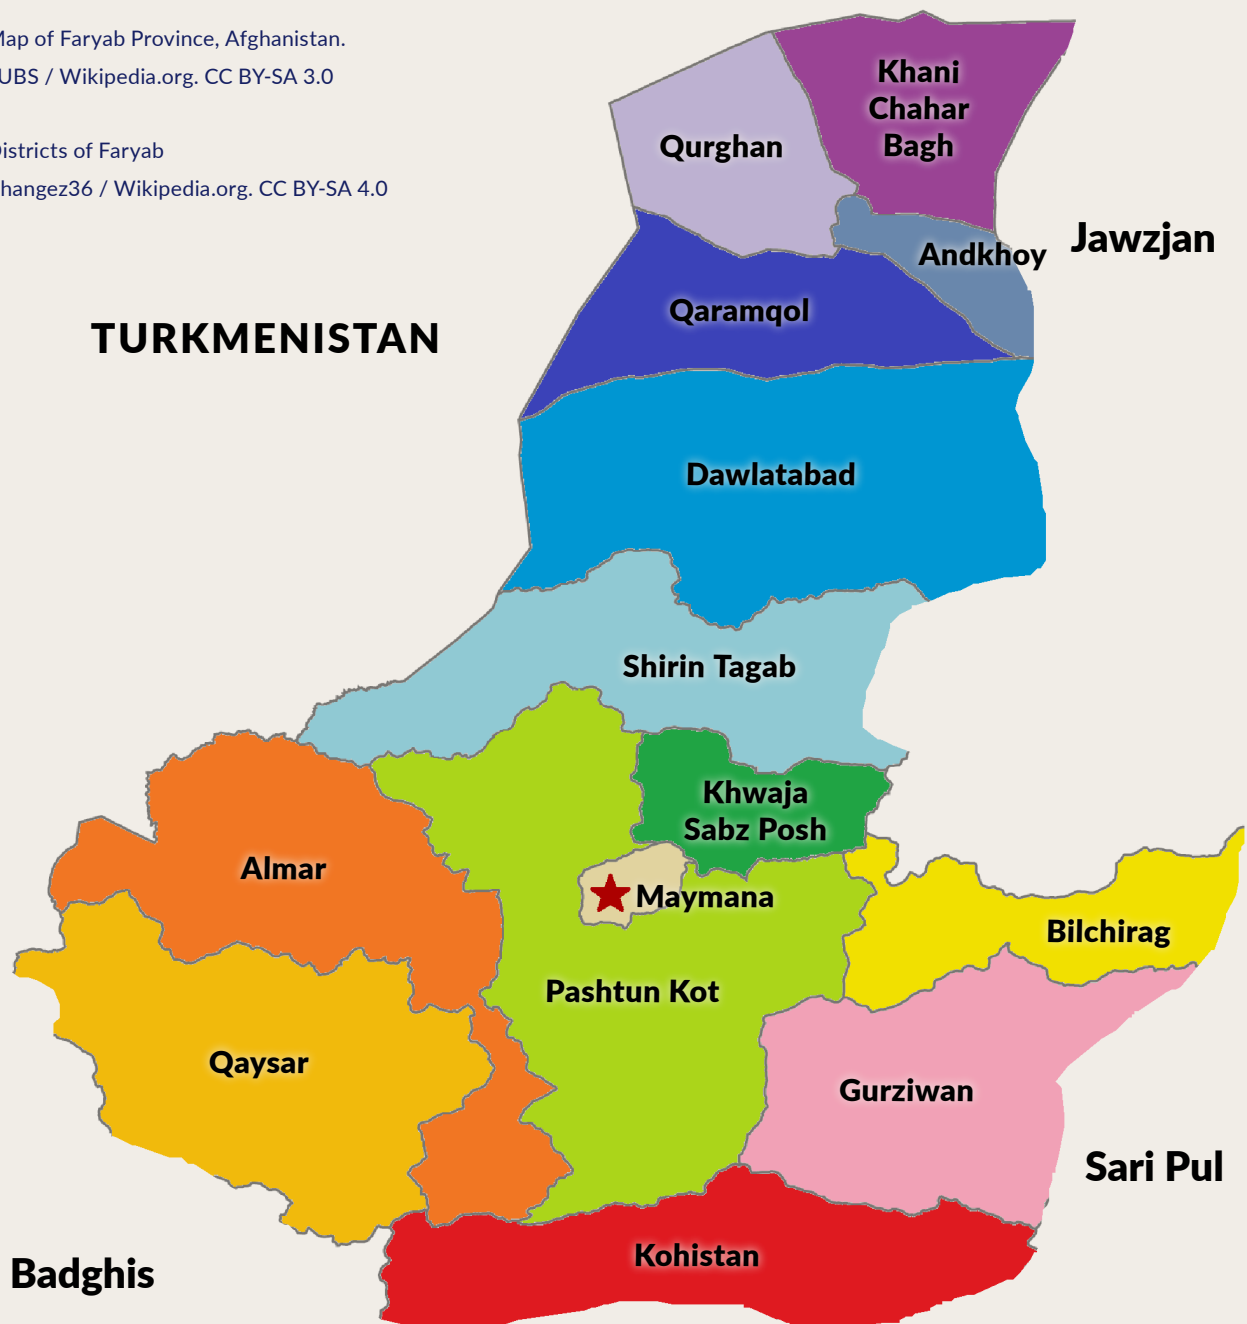 Map of Faryab Province, Afghanistan.
UBS / Wikipedia.org. CC BY-SA 3.0
Districts of Faryab
hangez36 / Wikipedia.org. CC BY-SA 4.0
Khani
Chahar
Bagh
Qurghan
Jawzjan
Andkhoy
Qaramqol
TURKMENISTAN
Dawlatabad
Shirin Tagab
Khwaja
Sabz Posh
Almar
Maymana
Bilchirag
Pashtun Kot
Qaysar
Gurziwan
Sari Pul
Kohistan
Badghis